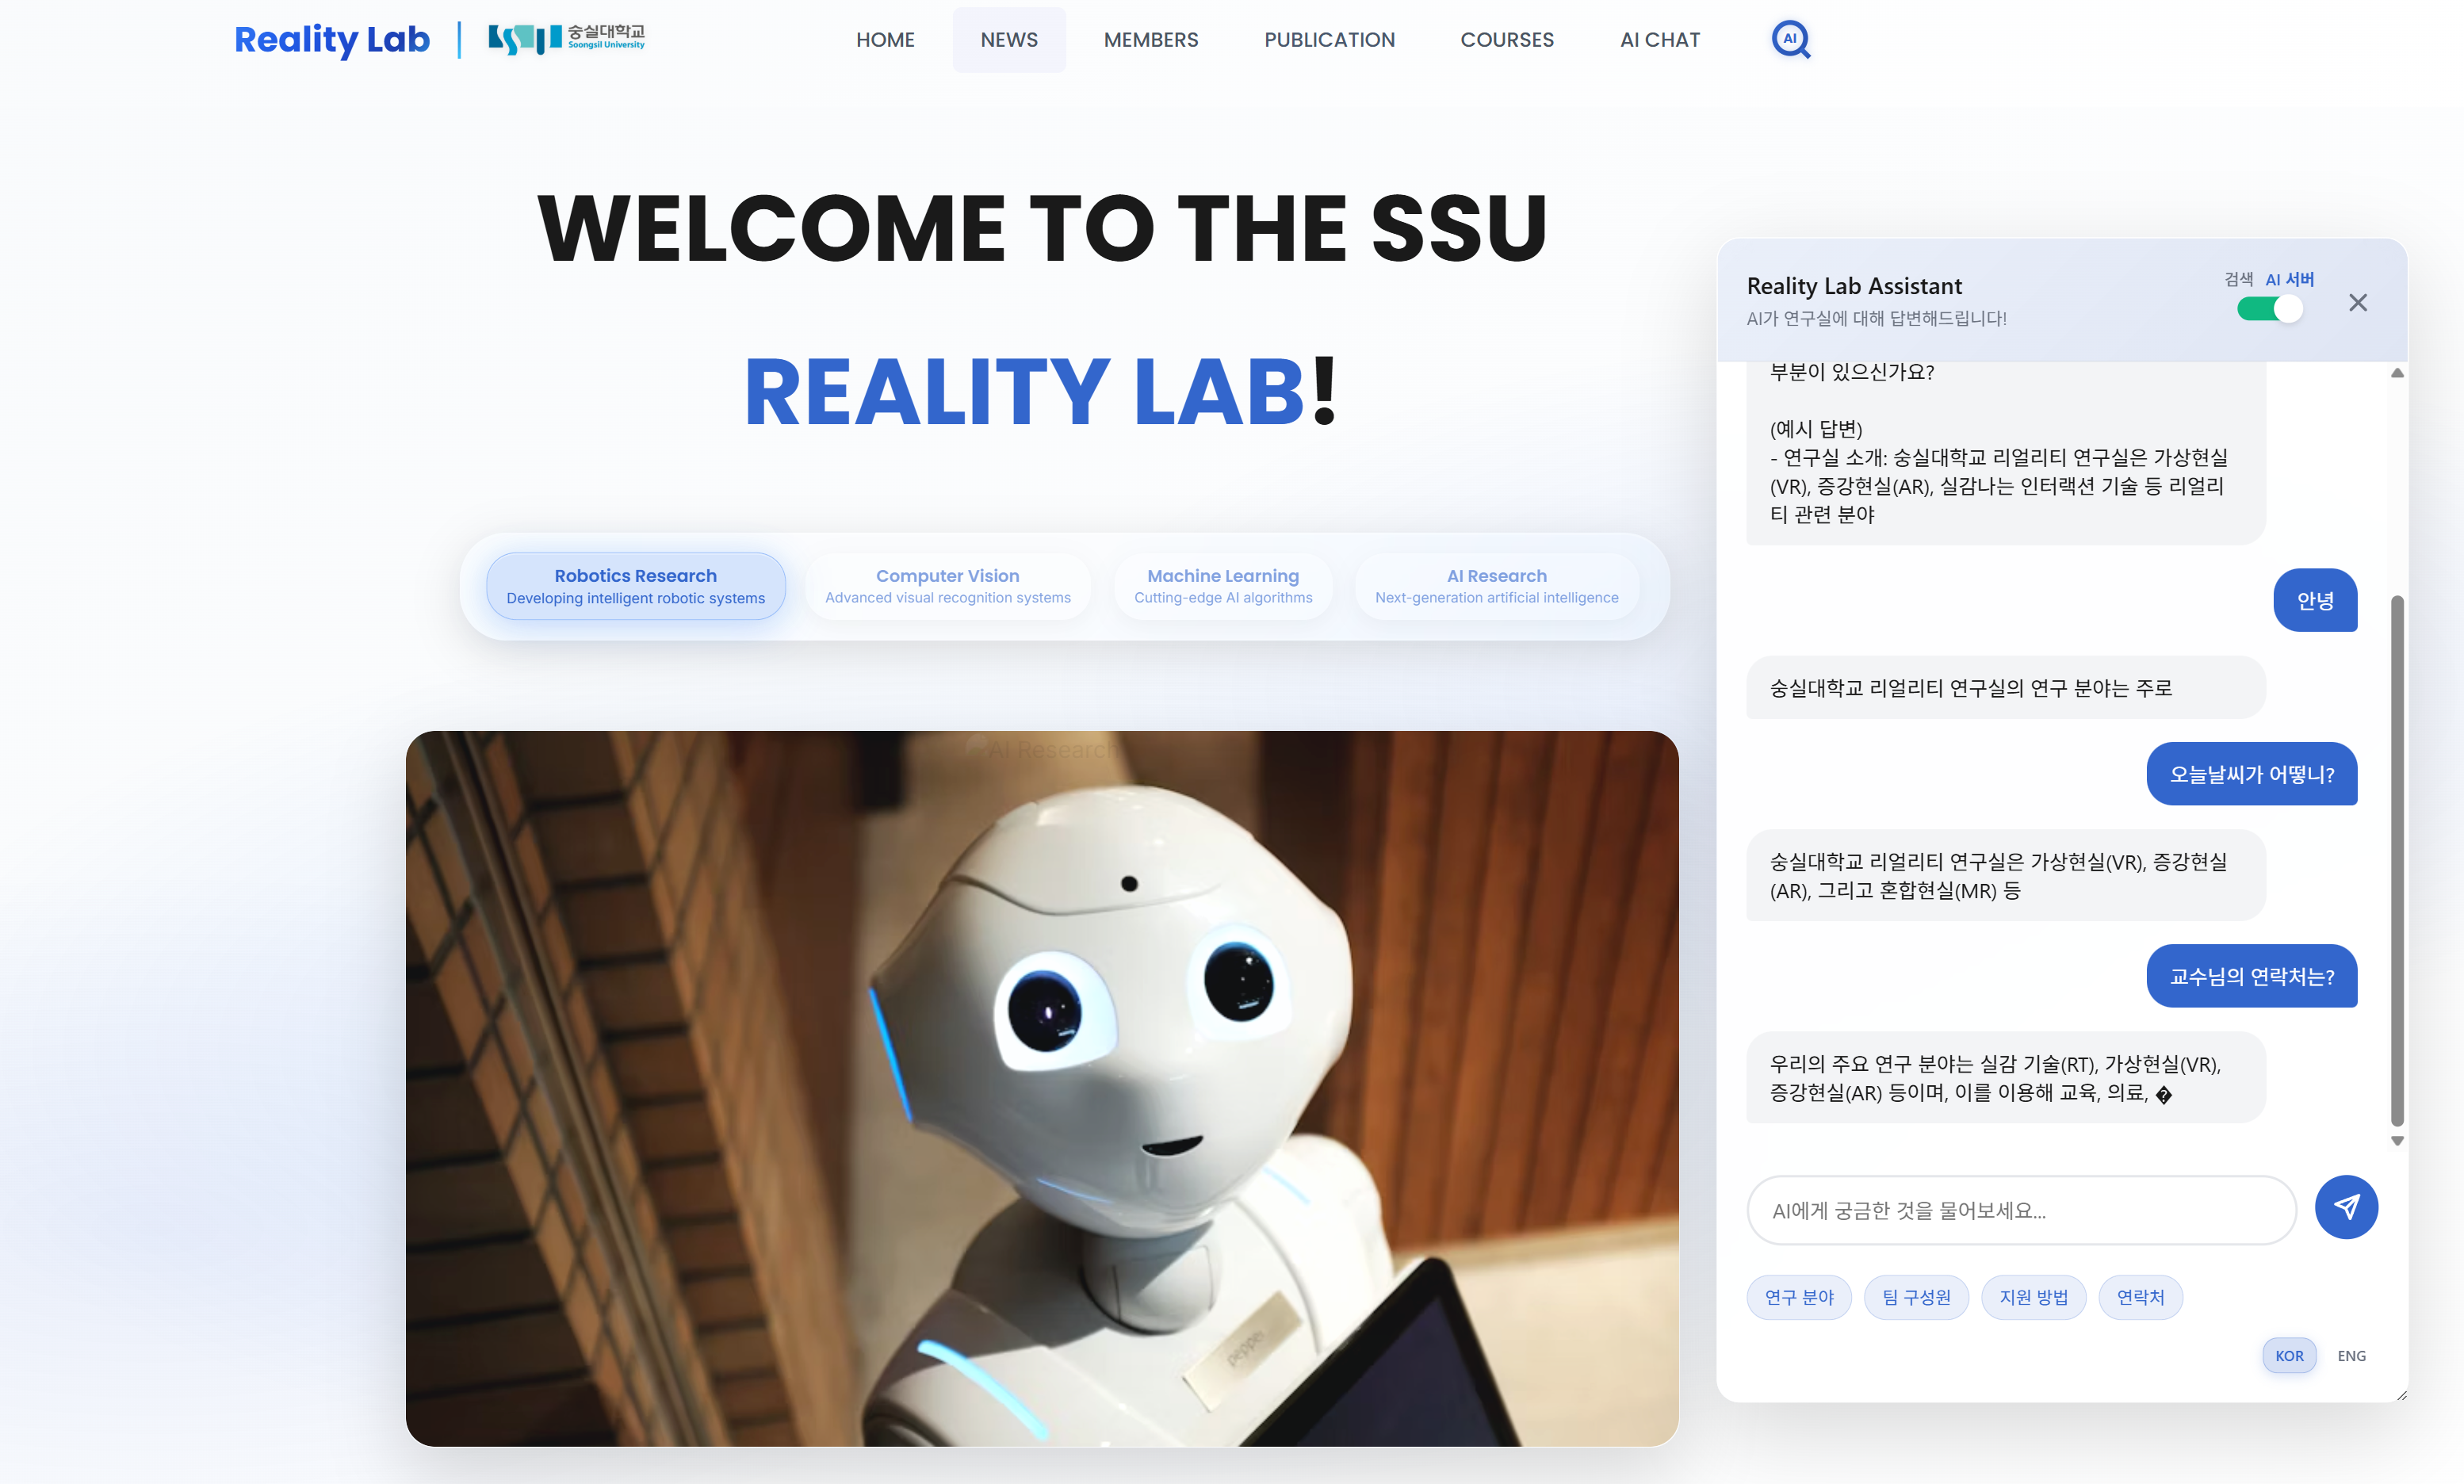 Reality Lab
숭실대학교
Soongsil University
HOME
NEWS
MEMBERS
PUBLICATION
COURSES
AI CHAT
AI
WELCOME TO THE SSU
REALITY LAB!
Robotics Research
Developing intelligent robotic systems
Computer Vision
Advanced visual recognition systems
Machine Learning
Cutting-edge AI algorithms
AI Research
Next-generation artificial intelligence
AI Research
pepper
Reality Lab Assistant
AI가 연구실에 대해 답변해드립니다!
검색 AI 서버
부분이 있으신가요?
(예시 답변)
- 연구실 소개: 숭실대학교 리얼리티 연구실은 가상현실
(VR), 증강현실(AR), 실감나는 인터랙션 기술 등 리얼리
티 관련 분야
안녕
숭실대학교 리얼리티 연구실의 연구 분야는 주로
오늘날씨가 어떻니?
숭실대학교 리얼리티 연구실은 가상현실(VR), 증강현실
(AR), 그리고 혼합현실(MR) 등
교수님의 연락처는?
우리의 주요 연구 분야는 실감 기술(RT), 가상현실(VR),
증강현실(AR) 등이며, 이를 이용해 교육, 의료, �
AI에게 궁금한 것을 물어보세요...
연구 분야
팀 구성원
지원 방법
연락처
KOR
ENG